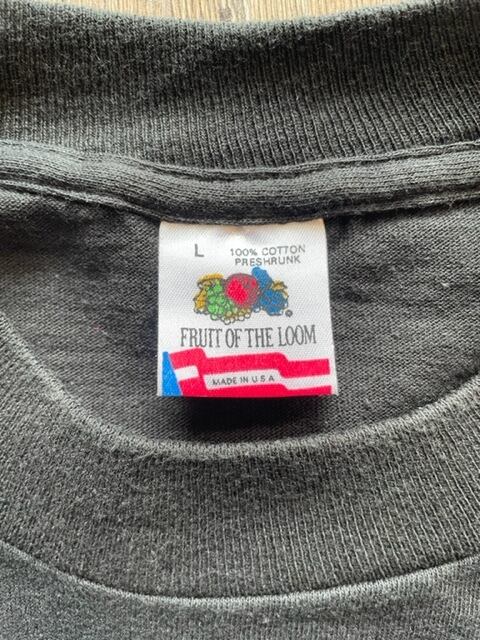 L
100% COTTON
PRESHRUNK
®
FRUIT OF THE LOOM
MADE IN U S A